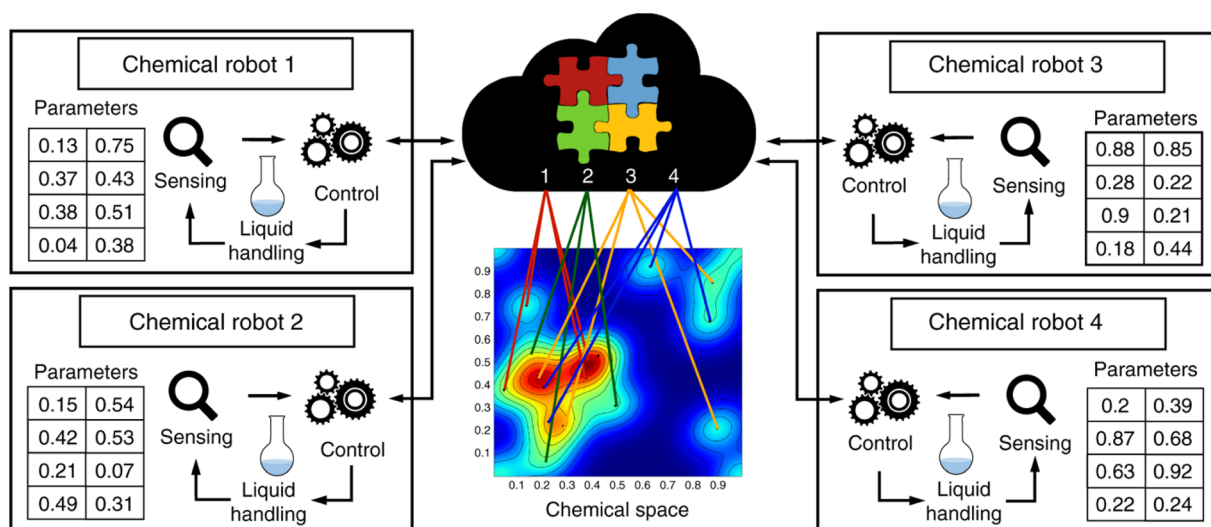 Chemical robot 1
Parameters
0.13 0.75
0.37 0.43
0.38 0.51
0.04 0.38
Sensing
Control
Liquid
handling
Chemical robot 2
Parameters
0.15 0.54
0.42 0.53
0.21 0.07
0.49 0.31
Sensing
Control
Liquid
handling
1 2 3 4
0.9
0.8
0.7
0.6
0.5
0.4
0.3
0.2
0.1
0.1 0.2 0.3 0.4 0.5 0.6 0.7 0.8 0.9
Chemical space
Chemical robot 3
Parameters
0.88 0.85
0.28 0.22
0.9 0.21
0.18 0.44
Control
Sensing
Liquid
handling
Chemical robot 4
Parameters
0.2 0.39
0.87 0.68
0.63 0.92
0.22 0.24
Control
Sensing
Liquid
handling